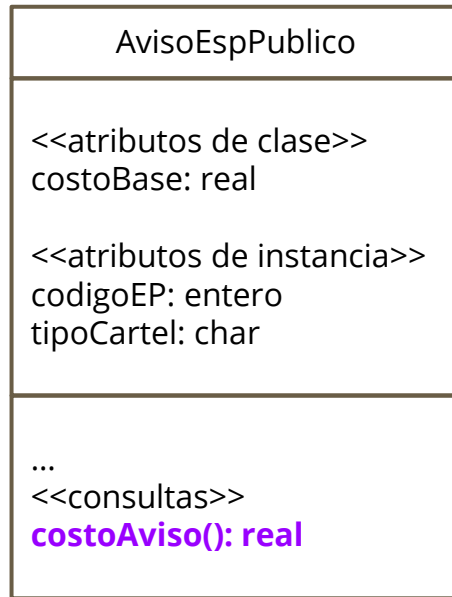 AvisoEspPublico
<<atributos de clase>>
costoBase: real
<<atributos de instancia>>
codigoEP: entero
tipoCartel: char
...
<<consultas>>
costoAviso(): real